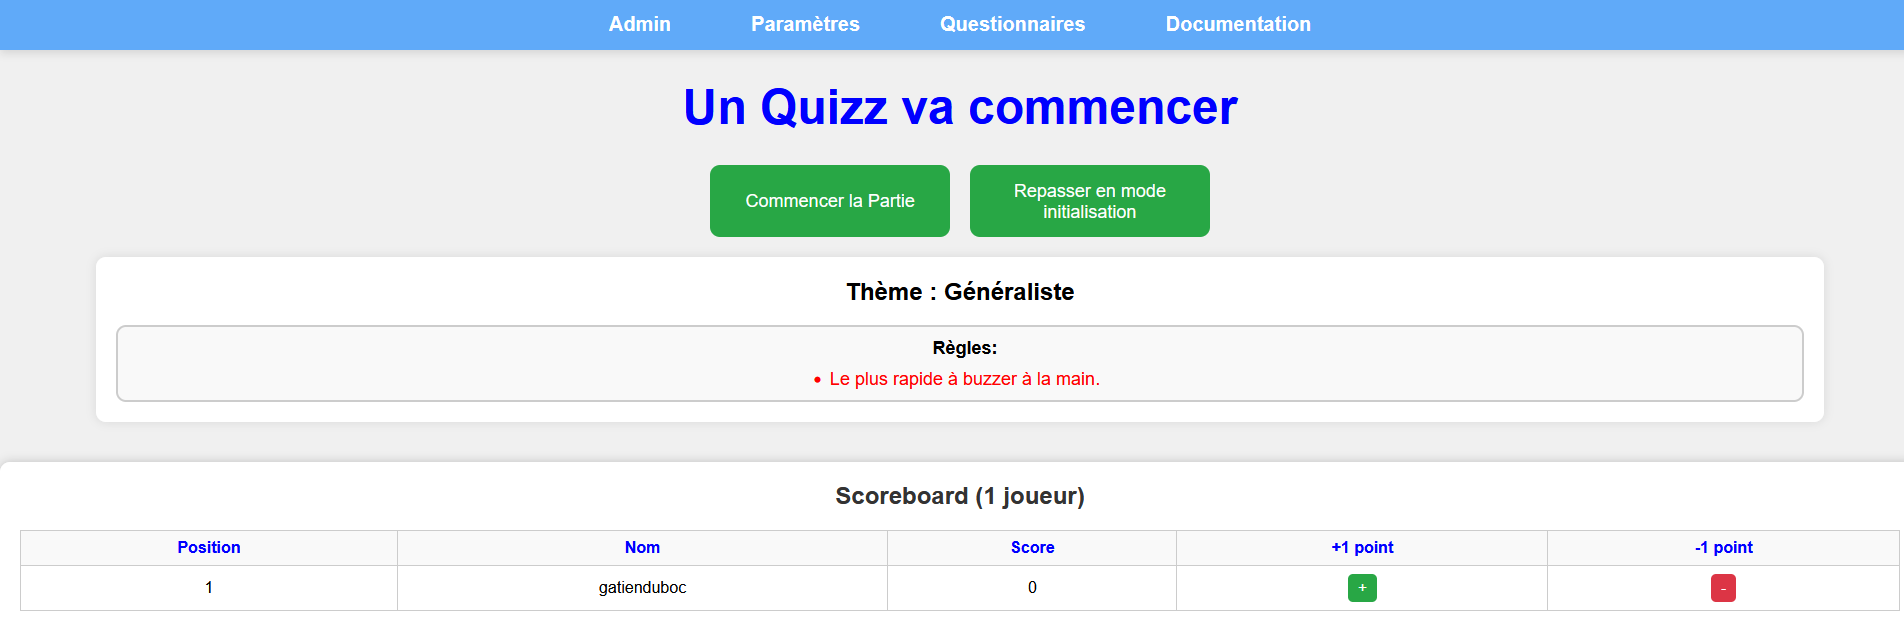 Admin Paramètres Questionnaires Documentation
Un Quizz va commencer
Commencer la Partie
Repasser en mode
initialisation
Thème : Généraliste
Règles:
• Le plus rapide à buzzer à la main.
Scoreboard (1 joueur)
Position Nom Score +1 point -1 point
1 gatienduboc 0 + -